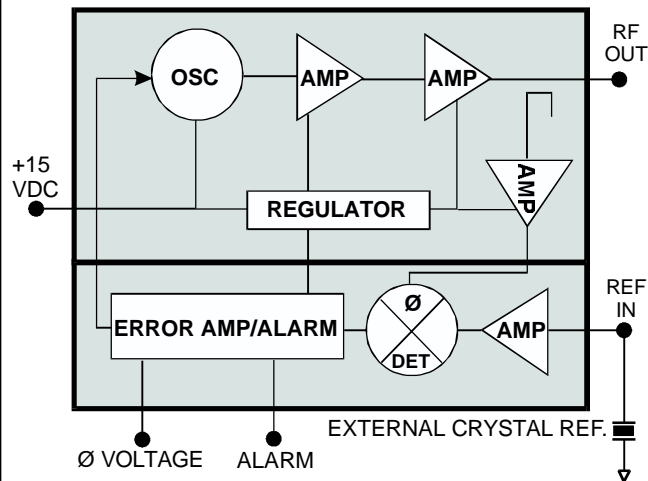 RF
OUT
OSC
AMP
AMP
+15
VDC
AMP
REGULATOR
REF
IN
Ø
ERROR AMP/ALARM
AMP
DET
EXTERNAL CRYSTAL REF.
Ø VOLTAGE
ALARM